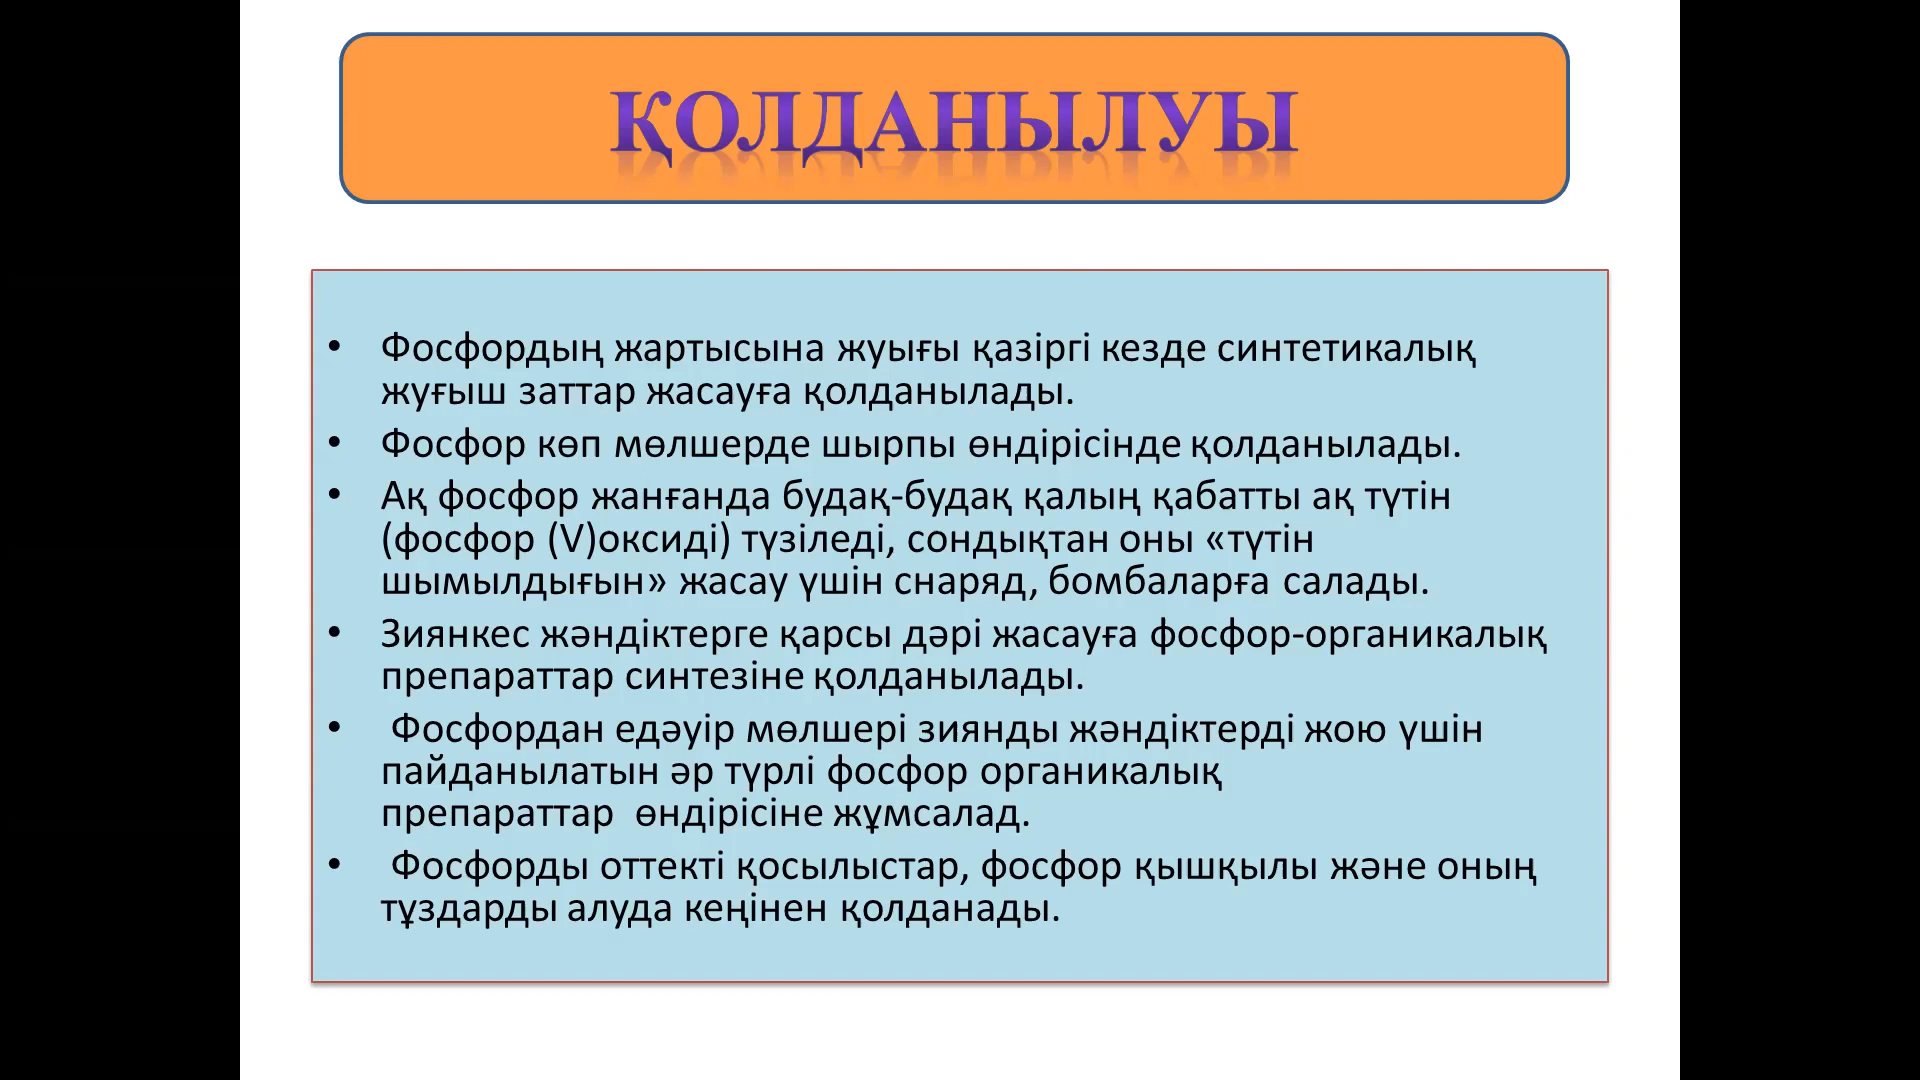 ҚОЛДАНЫЛУЫ
• Фосфордың жартысына жуығы қазіргі кезде синтетикалық
жуғыш заттар жасауға қолданылады.
• Фосфор көп мөлшерде шырпы өндірісінде қолданылады.
• Ақ фосфор жанғанда будақ-будақ қалың қабатты ақ түтін
(фосфор (V)оксиді) түзіледі, сондықтан оны «түтін
шымылдығын» жасау үшін снаряд, бомбаларға салады.
• Зиянкес жәндіктерге қарсы дәрі жасауға фосфор-органикалық
препараттар синтезіне қолданылады.
• Фосфордан едәуір мөлшері зиянды жәндіктерді жою үшін
пайданылатын әр түрлі фосфор органикалық
препараттар  өндірісіне жұмсалад.
• Фосфорды оттекті қосылыстар, фосфор қышқылы және оның
тұздарды алуда кеңінен қолданады.